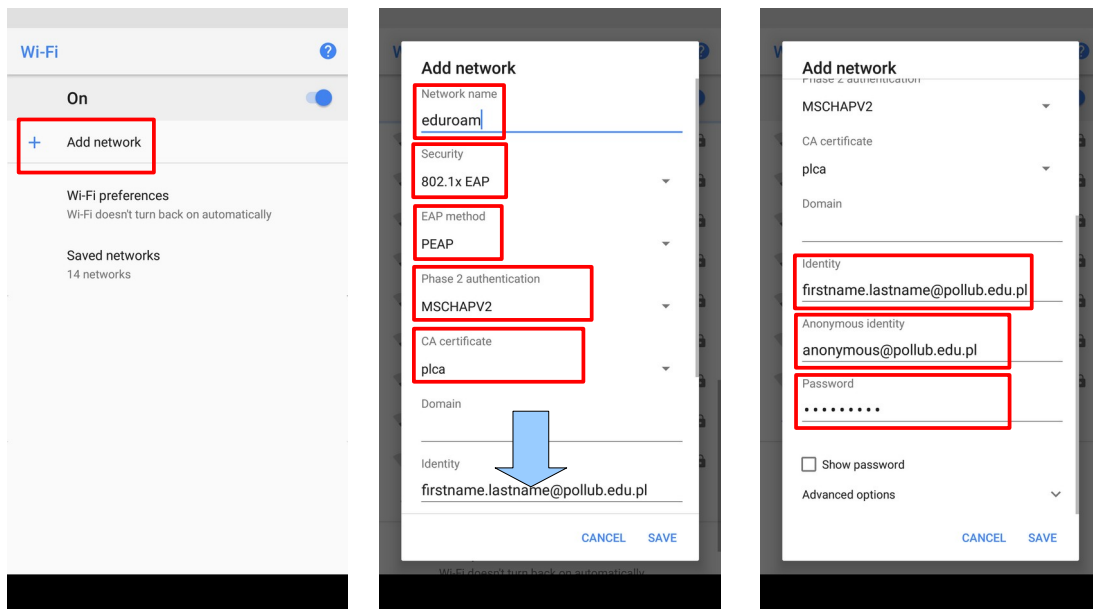 Wi-Fi
?
On
+ Add network
Wi-Fi preferences
Wi-Fi doesn't turn back on automatically
Saved networks
14 networks
Add network
Network name
eduroam
Security
802.1x EAP
EAP method
PEAP
Phase 2 authentication
MSCHAPV2
CA certificate
plca
Domain
Identity
firstname.lastname@pollub.edu.pl
CANCEL SAVE
Wi-Fi doesn't turn back on automatically
Add network
Phase 2 authentication
MSCHAPV2
CA certificate
plca
Domain
Identity
firstname.lastname@pollub.edu.pl
Anonymous identity
anonymous@pollub.edu.pl
Password
•••••••••
Show password
Advanced options
CANCEL SAVE